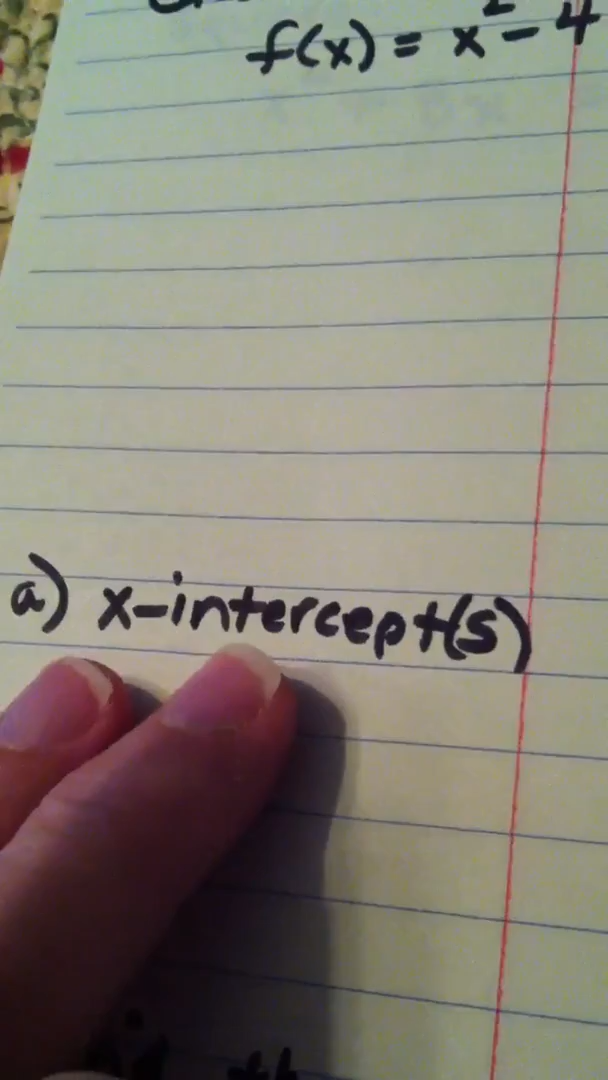 f(x) = x² - 4
a) x-intercept(s)